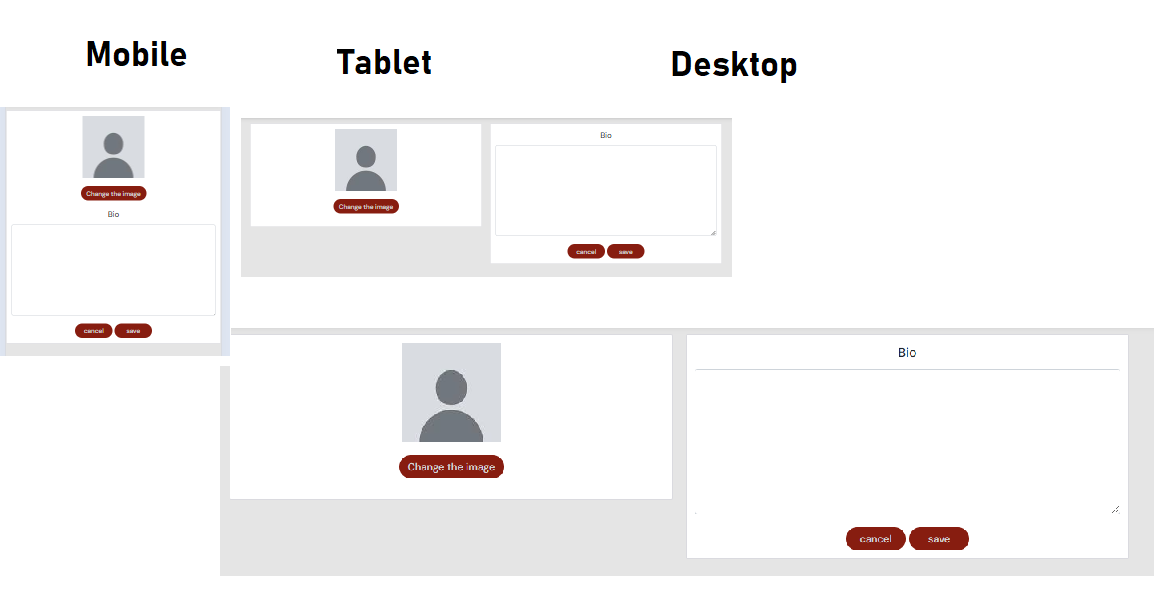 Mobile
Tablet
Desktop
Change the image
Bio
cancel save
Change the image
Bio
cancel save
Change the image
Bio
cancel save